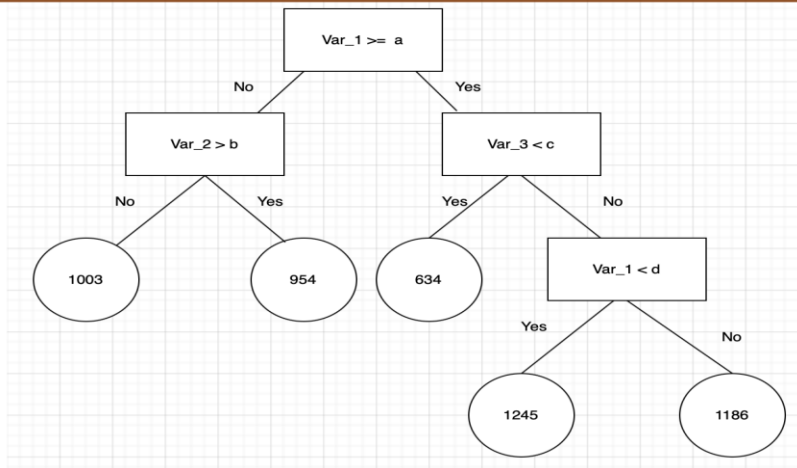 Var_1 >= a
No
Yes
Var_2 > b
Var_3 < c
No
Yes
Yes
No
1003
954
634
Var_1 < d
Yes
No
1245
1186